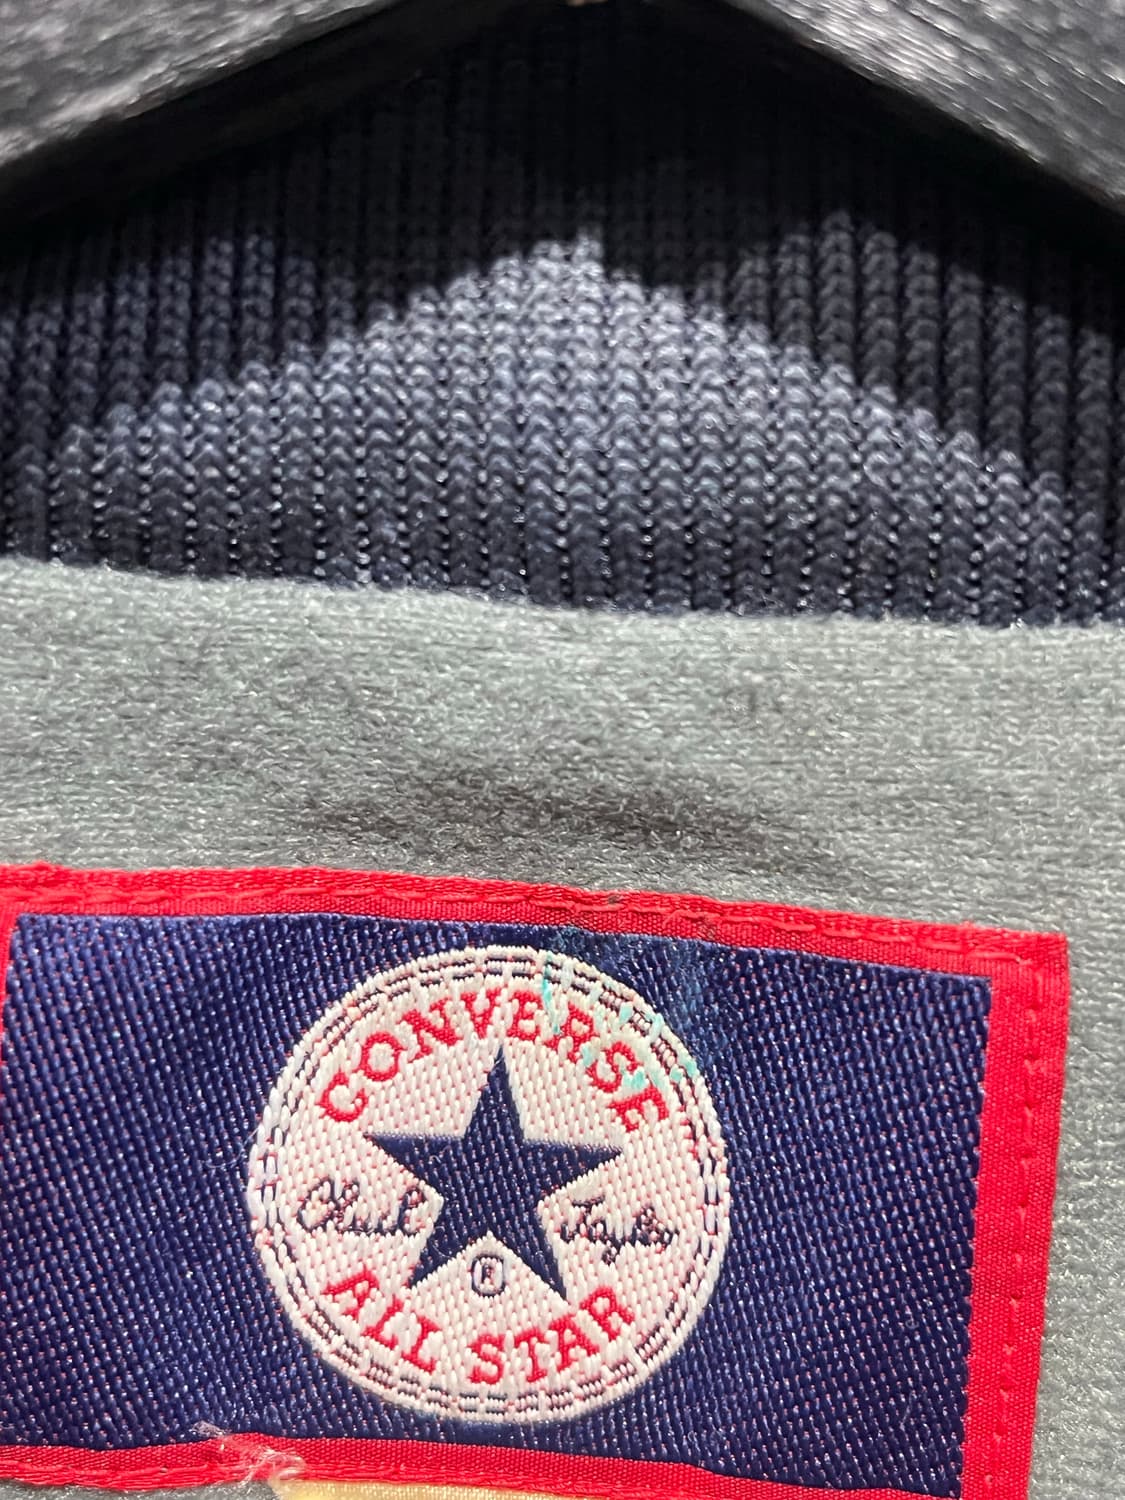 CONVERSE
Chuck Taylor
®
ALL STAR